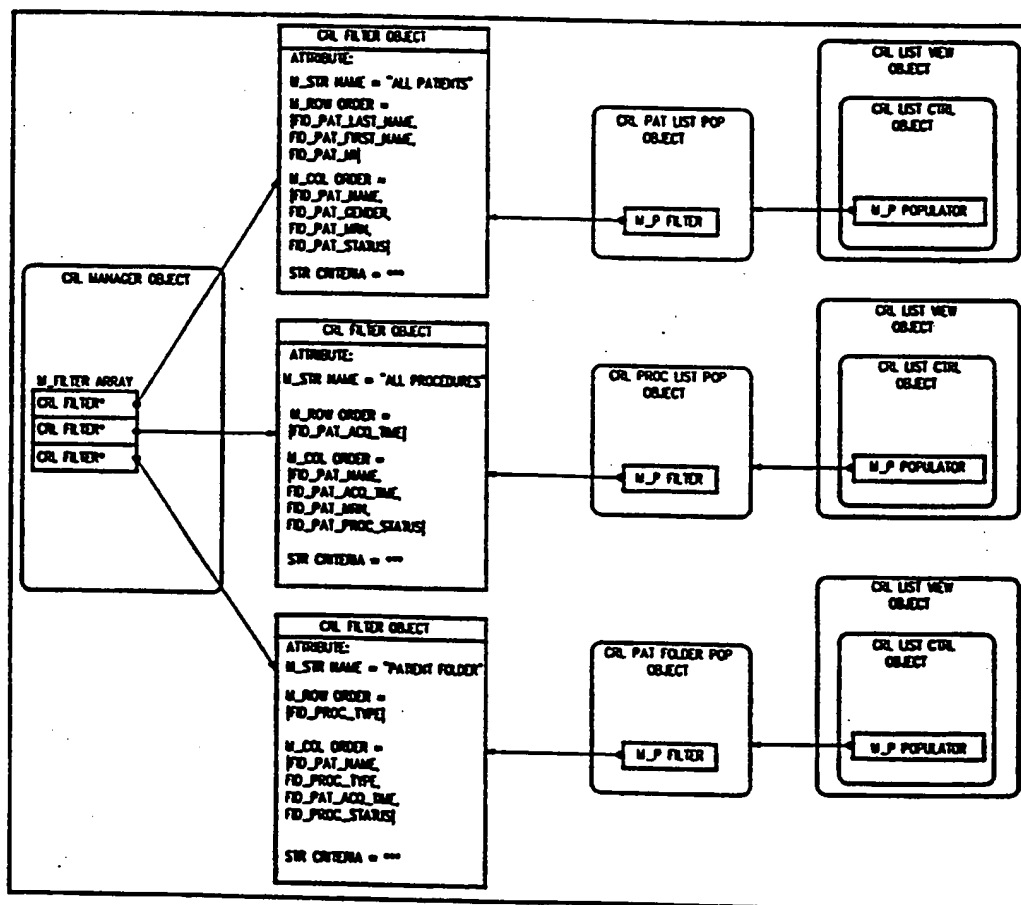 CRL MANAGER OBJECT
M_FILTER ARRAY
CRL FILTER*
CRL FILTER*
CRL FILTER*
CRL FILTER OBJECT
ATTRIBUTE:
M_STR NAME = "ALL PATIENTS"
M_ROW ORDER =
[FID_PAT_LAST_NAME,
FID_PAT_FIRST_NAME,
FID_PAT_MI]
M_COL ORDER =
[FID_PAT_NAME,
FID_PAT_GENDER,
FID_PAT_MRN,
FID_PAT_STATUS]
STR CRITERIA =
CRL PAT LIST POP
OBJECT
M_P FILTER
CRL LIST VIEW
OBJECT
CRL LIST CTRL
OBJECT
M_P POPULATOR
CRL FILTER OBJECT
ATTRIBUTE:
M_STR NAME = "ALL PROCEDURES"
M_ROW ORDER =
[FID_PAT_ACQ_TIME]
M_COL ORDER =
[FID_PAT_NAME,
FID_PAT_ACQ_TIME,
FID_PAT_MRN,
FID_PAT_PROC_STATUS]
STR CRITERIA =
CRL PROC LIST POP
OBJECT
M_P FILTER
CRL LIST VIEW
OBJECT
CRL LIST CTRL
OBJECT
M_P POPULATOR
CRL FILTER OBJECT
ATTRIBUTE:
M_STR NAME = "PATIENT FOLDER"
M_ROW ORDER =
[FID_PROC_TYPE]
M_COL ORDER =
[FID_PAT_NAME,
FID_PROC_TYPE,
FID_PAT_ACQ_TIME,
FID_PROC_STATUS]
STR CRITERIA =
CRL PAT FOLDER POP
OBJECT
M_P FILTER
CRL LIST VIEW
OBJECT
CRL LIST CTRL
OBJECT
M_P POPULATOR